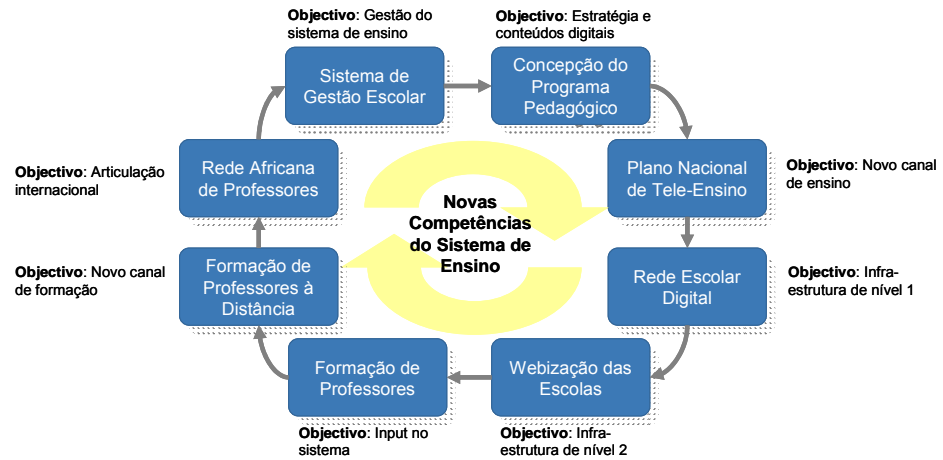 Objectivo: Gestão do
sistema de ensino
Objectivo: Estratégia e
conteúdos digitais
Sistema de
Gestão Escolar
Concepção do
Programa
Pedagógico
Objectivo: Articulação
internacional
Rede Africana
de Professores
Plano Nacional
de Tele-Ensino
Objectivo: Novo canal
de ensino
Novas
Competências
do Sistema de
Ensino
Objectivo: Novo canal
de formação
Formação de
Professores à
Distância
Rede Escolar
Digital
Objectivo: Infra-
estrutura de nível 1
Formação de
Professores
Webização das
Escolas
Objectivo: Input no
sistema
Objectivo: Infra-
estrutura de nível 2